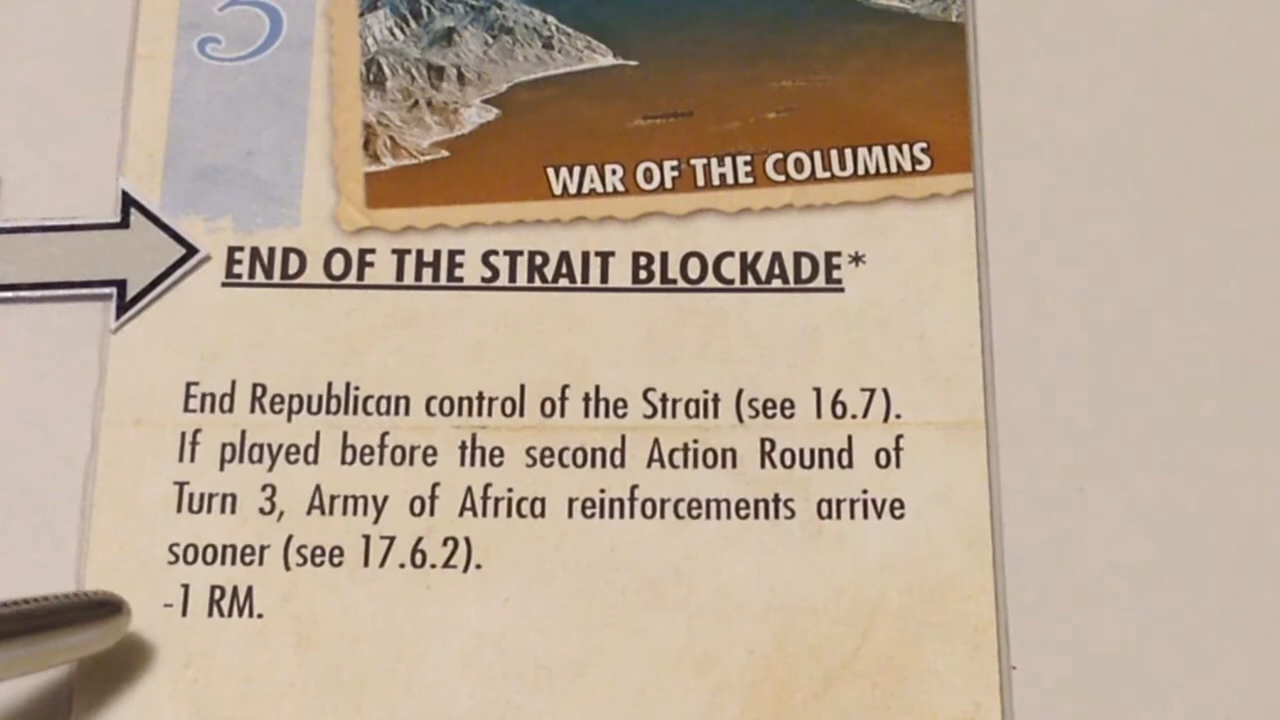 3
WAR OF THE COLUMNS
END OF THE STRAIT BLOCKADE*
End Republican control of the Strait (see 16.7).
If played before the second Action Round of
Turn 3, Army of Africa reinforcements arrive
sooner (see 17.6.2).
-1 RM.